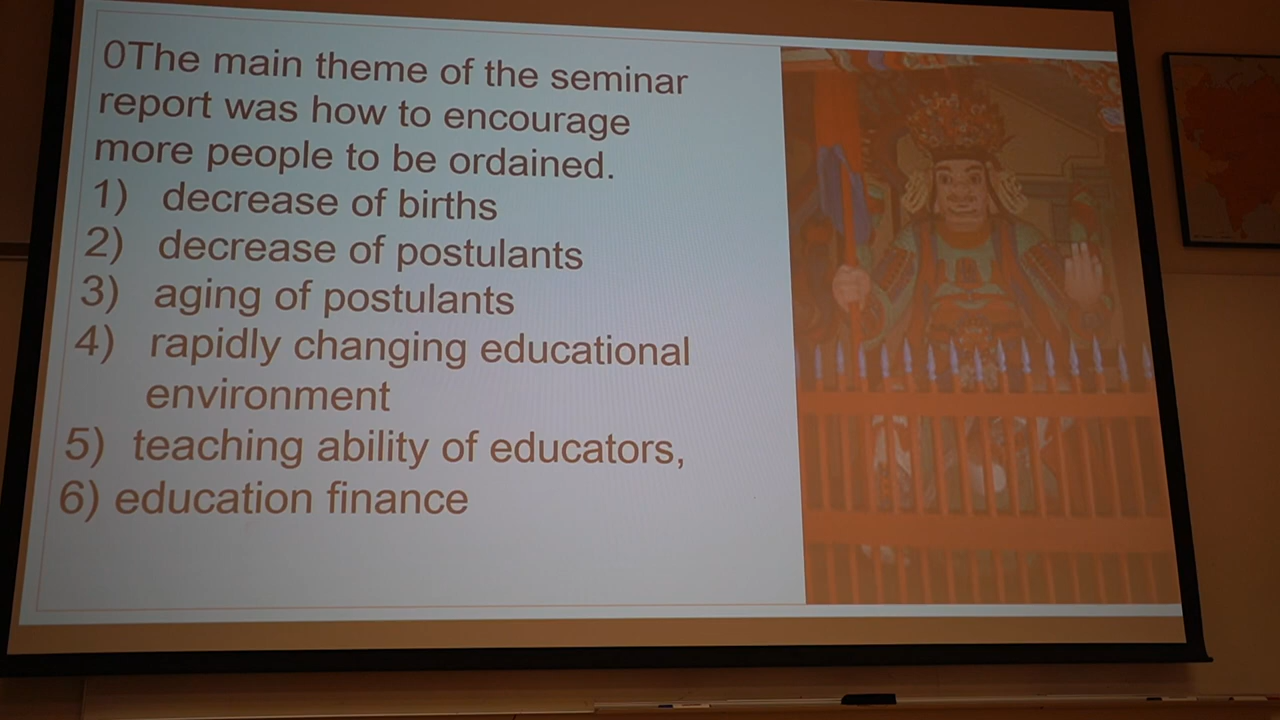 0The main theme of the seminar
report was how to encourage
more people to be ordained.
1) decrease of births
2) decrease of postulants
3) aging of postulants
4) rapidly changing educational
environment
5) teaching ability of educators,
6) education finance